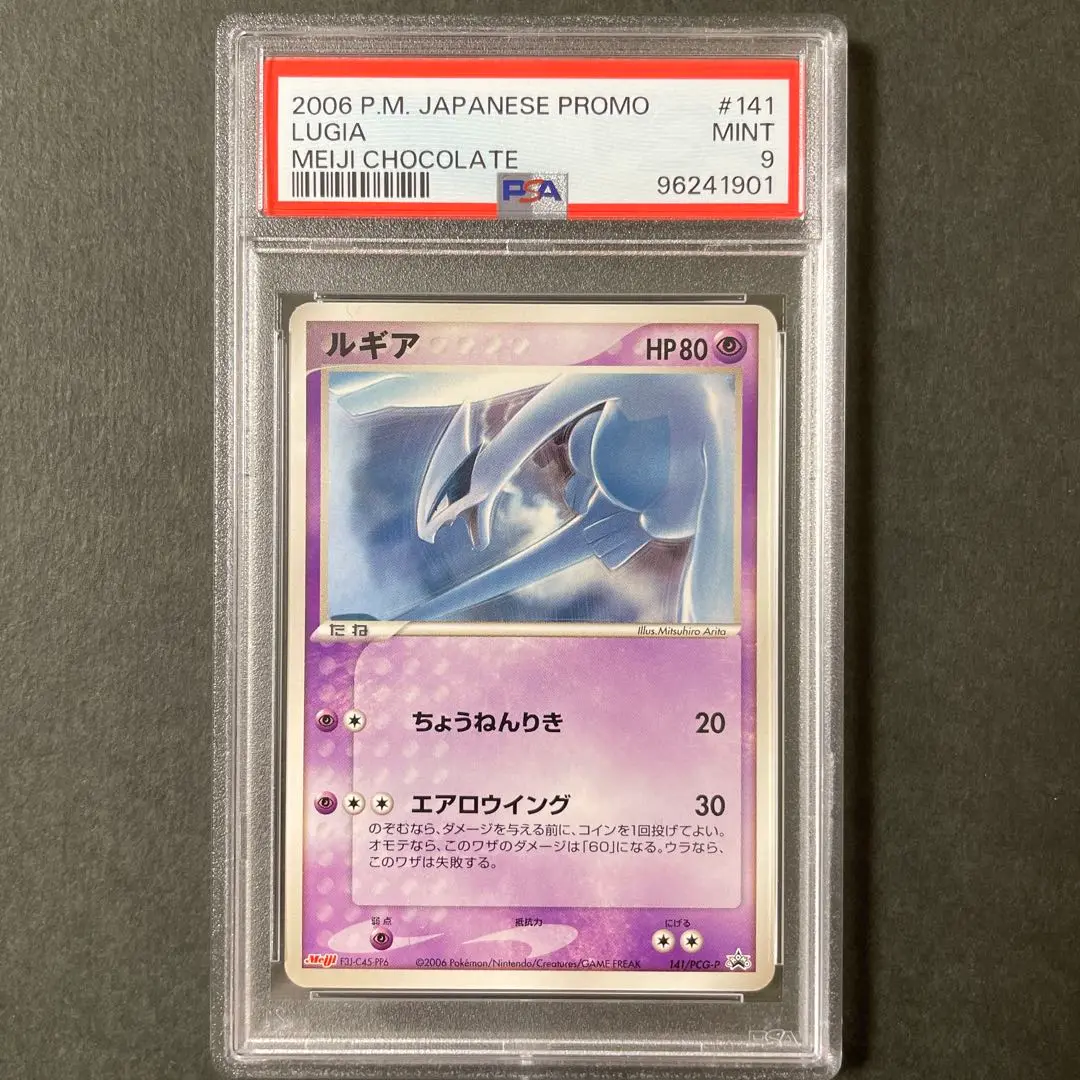 2006 P.M. JAPANESE PROMO #141
LUGIA MINT
MEIJI CHOCOLATE 9
PSA 96241901
ルギア HP80
たね Illus.Mitsuhiro Arita
ちょうねんりき 20
エアロウイング 30
のぞむなら、ダメージを与える前に、コインを1回投げてよい。
オモテなら、このワザのダメージは「60」になる。ウラなら、
このワザは失敗する。
弱点 抵抗力 にげる
Meiji F3J-C45-PP6 ©2006 Pokémon/Nintendo/Creatures/GAME FREAK 141/PCG-P
PSA